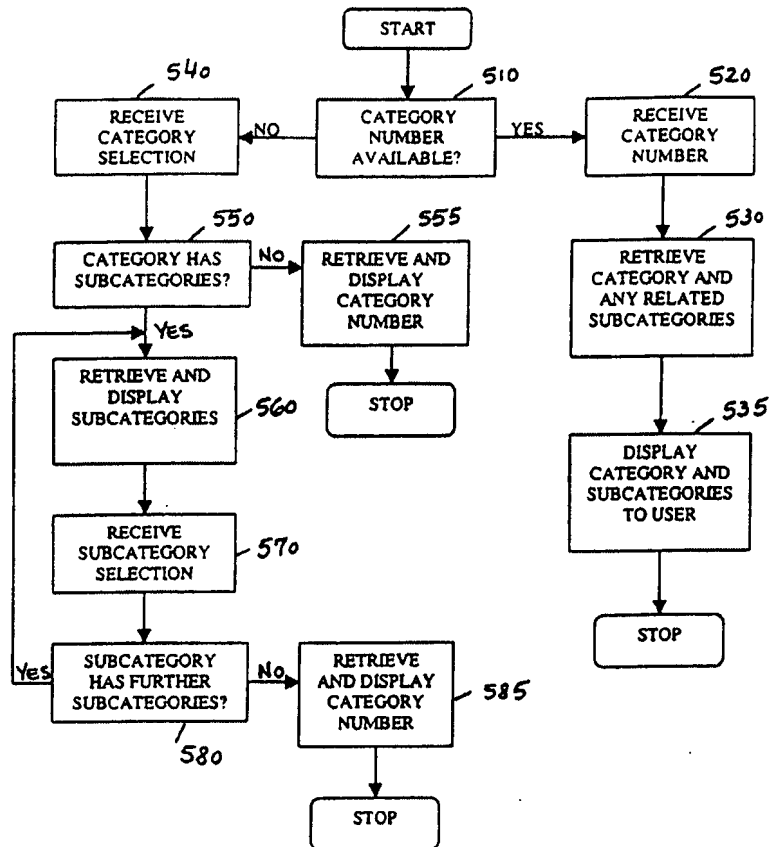 START
540
510
520
RECEIVE
CATEGORY
SELECTION
NO
CATEGORY
NUMBER
AVAILABLE?
YES
RECEIVE
CATEGORY
NUMBER
550
555
530
CATEGORY HAS
SUBCATEGORIES?
NO
RETRIEVE AND
DISPLAY
CATEGORY
NUMBER
RETRIEVE
CATEGORY AND
ANY RELATED
SUBCATEGORIES
YES
RETRIEVE AND
DISPLAY
SUBCATEGORIES
560
STOP
535
DISPLAY
CATEGORY AND
SUBCATEGORIES
TO USER
RECEIVE
SUBCATEGORY
SELECTION
570
STOP
YES
SUBCATEGORY
HAS FURTHER
SUBCATEGORIES?
NO
RETRIEVE
AND DISPLAY
CATEGORY
NUMBER
585
580
STOP